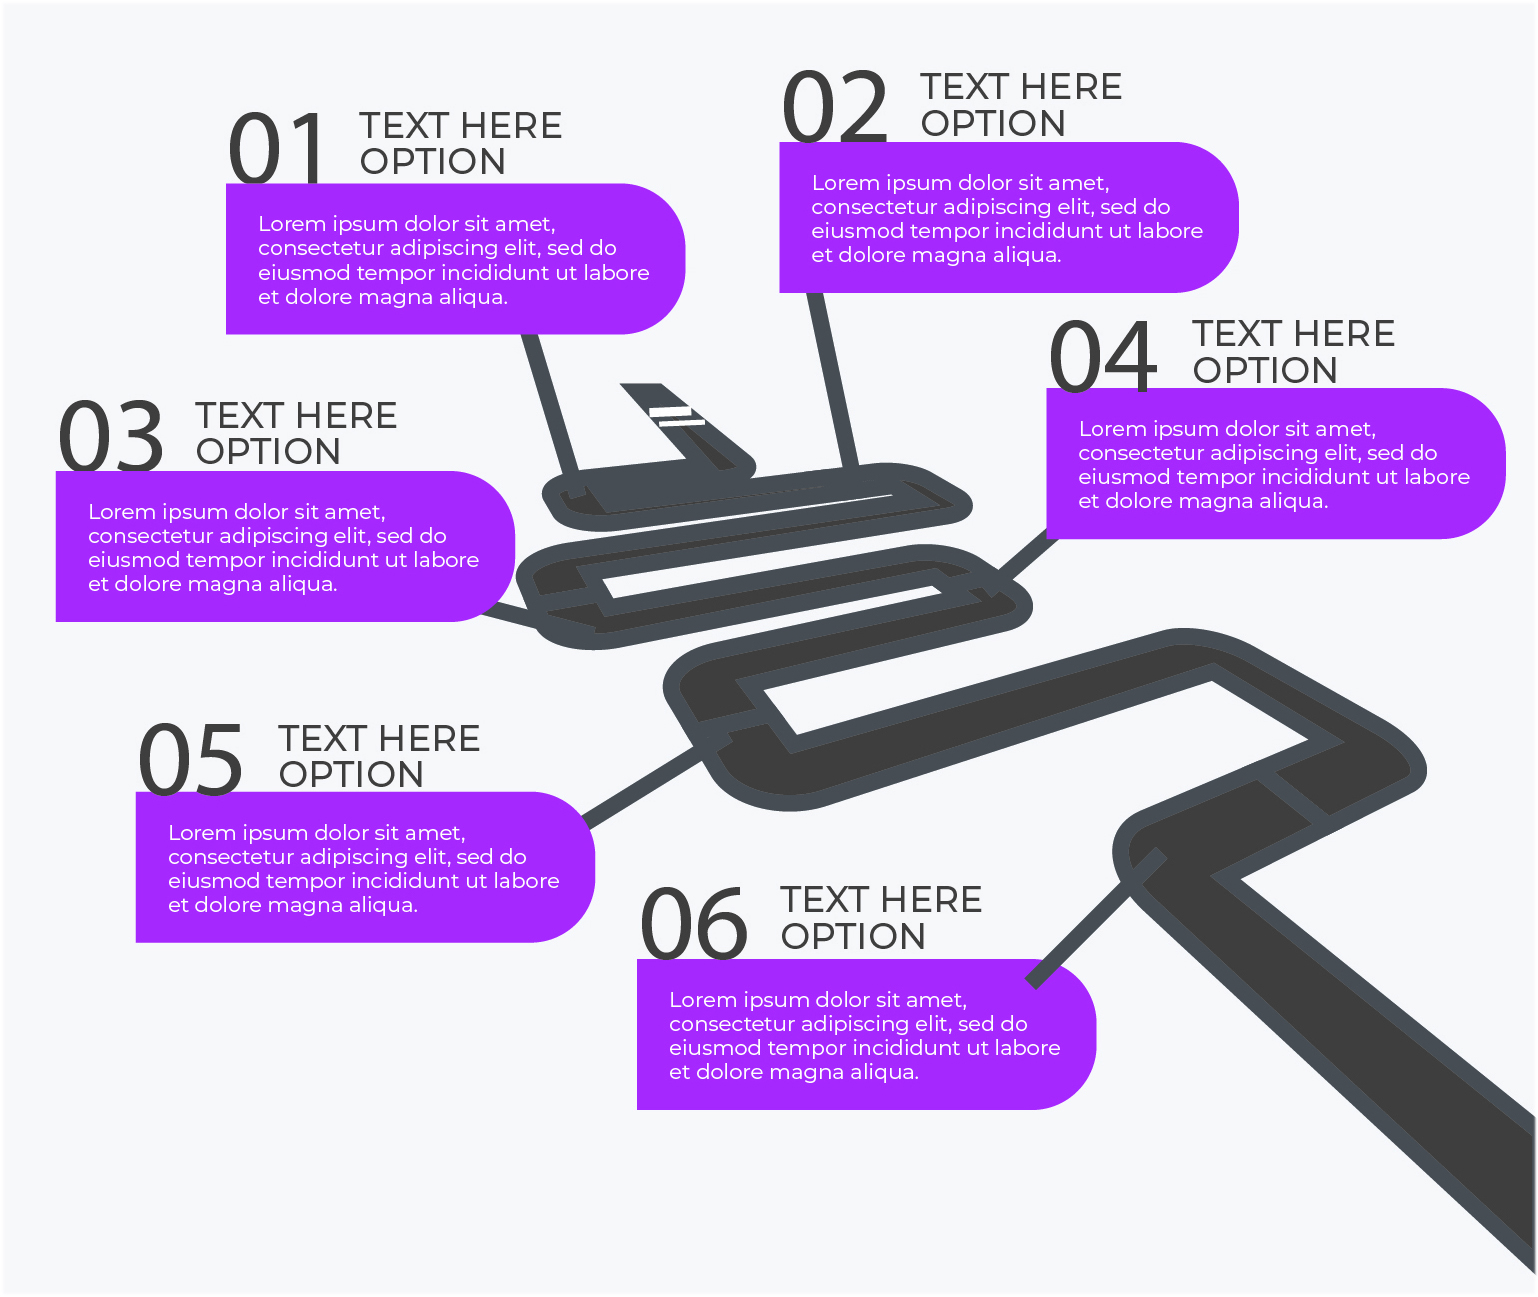 01
TEXT HERE
OPTION
Lorem ipsum dolor sit amet,
consectetur adipiscing elit, sed do
eiusmod tempor incididunt ut labore
et dolore magna aliqua.
02
TEXT HERE
OPTION
Lorem ipsum dolor sit amet,
consectetur adipiscing elit, sed do
eiusmod tempor incididunt ut labore
et dolore magna aliqua.
03
TEXT HERE
OPTION
Lorem ipsum dolor sit amet,
consectetur adipiscing elit, sed do
eiusmod tempor incididunt ut labore
et dolore magna aliqua.
04
TEXT HERE
OPTION
Lorem ipsum dolor sit amet,
consectetur adipiscing elit, sed do
eiusmod tempor incididunt ut labore
et dolore magna aliqua.
05
TEXT HERE
OPTION
Lorem ipsum dolor sit amet,
consectetur adipiscing elit, sed do
eiusmod tempor incididunt ut labore
et dolore magna aliqua.
06
TEXT HERE
OPTION
Lorem ipsum dolor sit amet,
consectetur adipiscing elit, sed do
eiusmod tempor incididunt ut labore
et dolore magna aliqua.